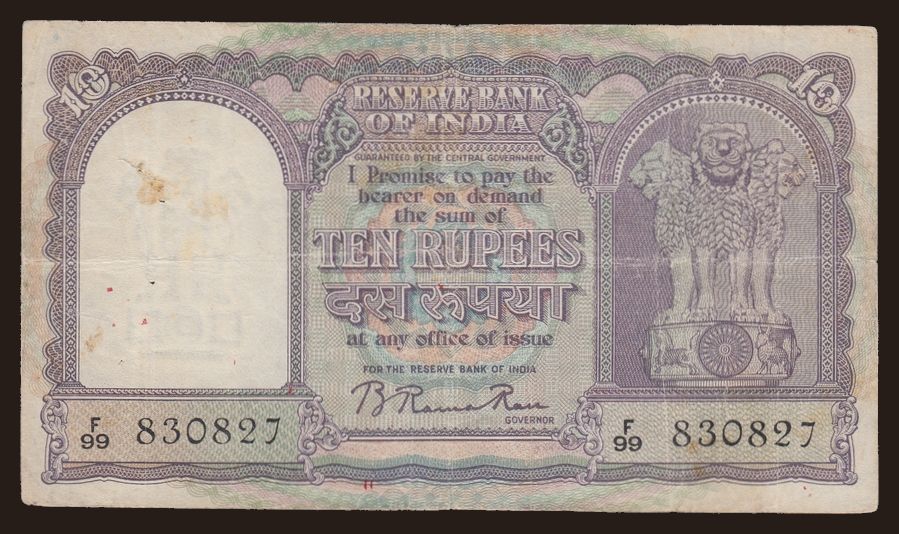 10
10
RESERVE BANK
OF INDIA
GUARANTEED BY THE CENTRAL GOVERNMENT
I Promise to pay the
bearer on demand
the sum of
TEN RUPEES
दस रूपया
at any office of issue
FOR THE RESERVE BANK OF INDIA
B Rama Rau
GOVERNOR
F/99 830827
F/99 830827